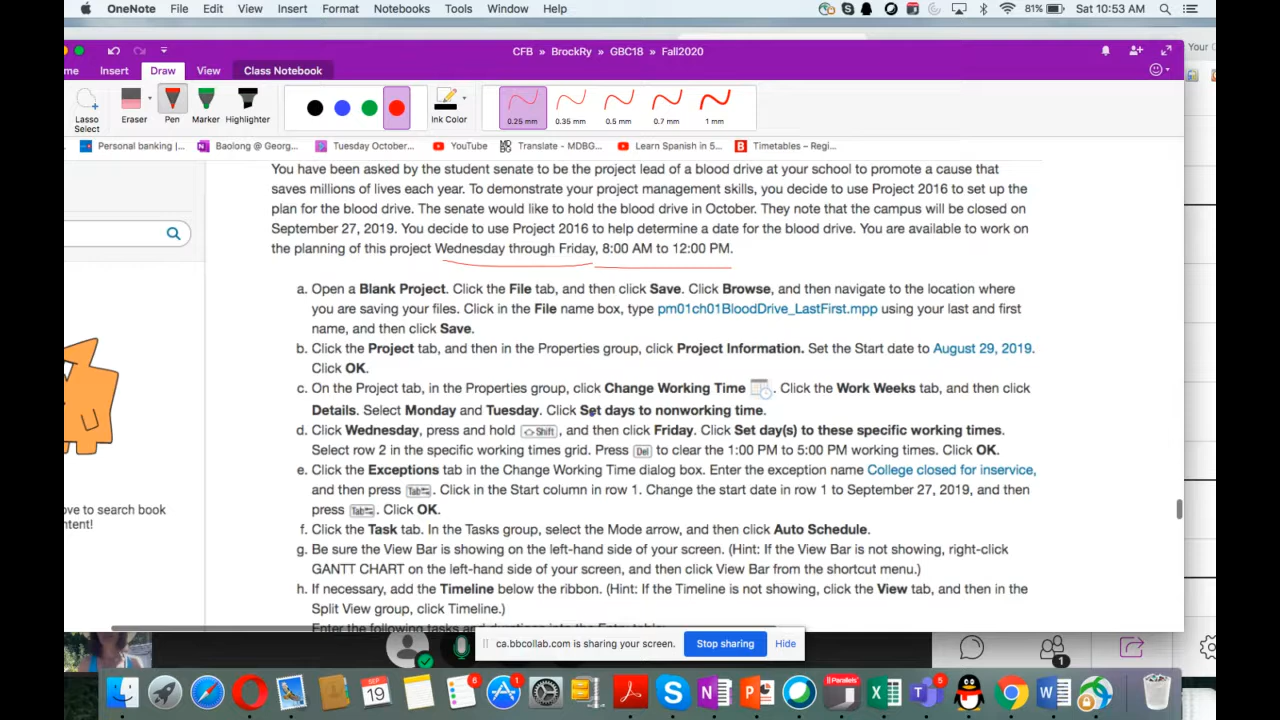 OneNote File Edit View Insert Format Notebooks Tools Window Help 81% Sat 10:53 AM
CFB » BrockRy » GBC18 » Fall2020
me Insert Draw View Class Notebook
Lasso Select Eraser Pen Marker Highlighter Ink Color 0.25 mm 0.35 mm 0.5 mm 0.7 mm 1 mm
Personal banking |... Baolong @ Georg... Tuesday October... YouTube Translate - MDBG... Learn Spanish in 5... Timetables – Regi...
You have been asked by the student senate to be the project lead of a blood drive at your school to promote a cause that
saves millions of lives each year. To demonstrate your project management skills, you decide to use Project 2016 to set up the
plan for the blood drive. The senate would like to hold the blood drive in October. They note that the campus will be closed on
September 27, 2019. You decide to use Project 2016 to help determine a date for the blood drive. You are available to work on
the planning of this project Wednesday through Friday, 8:00 AM to 12:00 PM.
a. Open a Blank Project. Click the File tab, and then click Save. Click Browse, and then navigate to the location where
you are saving your files. Click in the File name box, type pm01ch01BloodDrive_LastFirst.mpp using your last and first
name, and then click Save.
b. Click the Project tab, and then in the Properties group, click Project Information. Set the Start date to August 29, 2019.
Click OK.
c. On the Project tab, in the Properties group, click Change Working Time . Click the Work Weeks tab, and then click
Details. Select Monday and Tuesday. Click Set days to nonworking time.
d. Click Wednesday, press and hold Shift, and then click Friday. Click Set day(s) to these specific working times.
Select row 2 in the specific working times grid. Press Del to clear the 1:00 PM to 5:00 PM working times. Click OK.
e. Click the Exceptions tab in the Change Working Time dialog box. Enter the exception name College closed for inservice,
and then press Tab. Click in the Start column in row 1. Change the start date in row 1 to September 27, 2019, and then
press Tab. Click OK.
f. Click the Task tab. In the Tasks group, select the Mode arrow, and then click Auto Schedule.
g. Be sure the View Bar is showing on the left-hand side of your screen. (Hint: If the View Bar is not showing, right-click
GANTT CHART on the left-hand side of your screen, and then click View Bar from the shortcut menu.)
h. If necessary, add the Timeline below the ribbon. (Hint: If the Timeline is not showing, click the View tab, and then in the
Split View group, click Timeline.)
Enter the following tasks and durations into the Entry table:
ove to search book
ntent!
ca.bbcollab.com is sharing your screen. Stop sharing Hide
1
SEP 19 6 1 Parallels 5